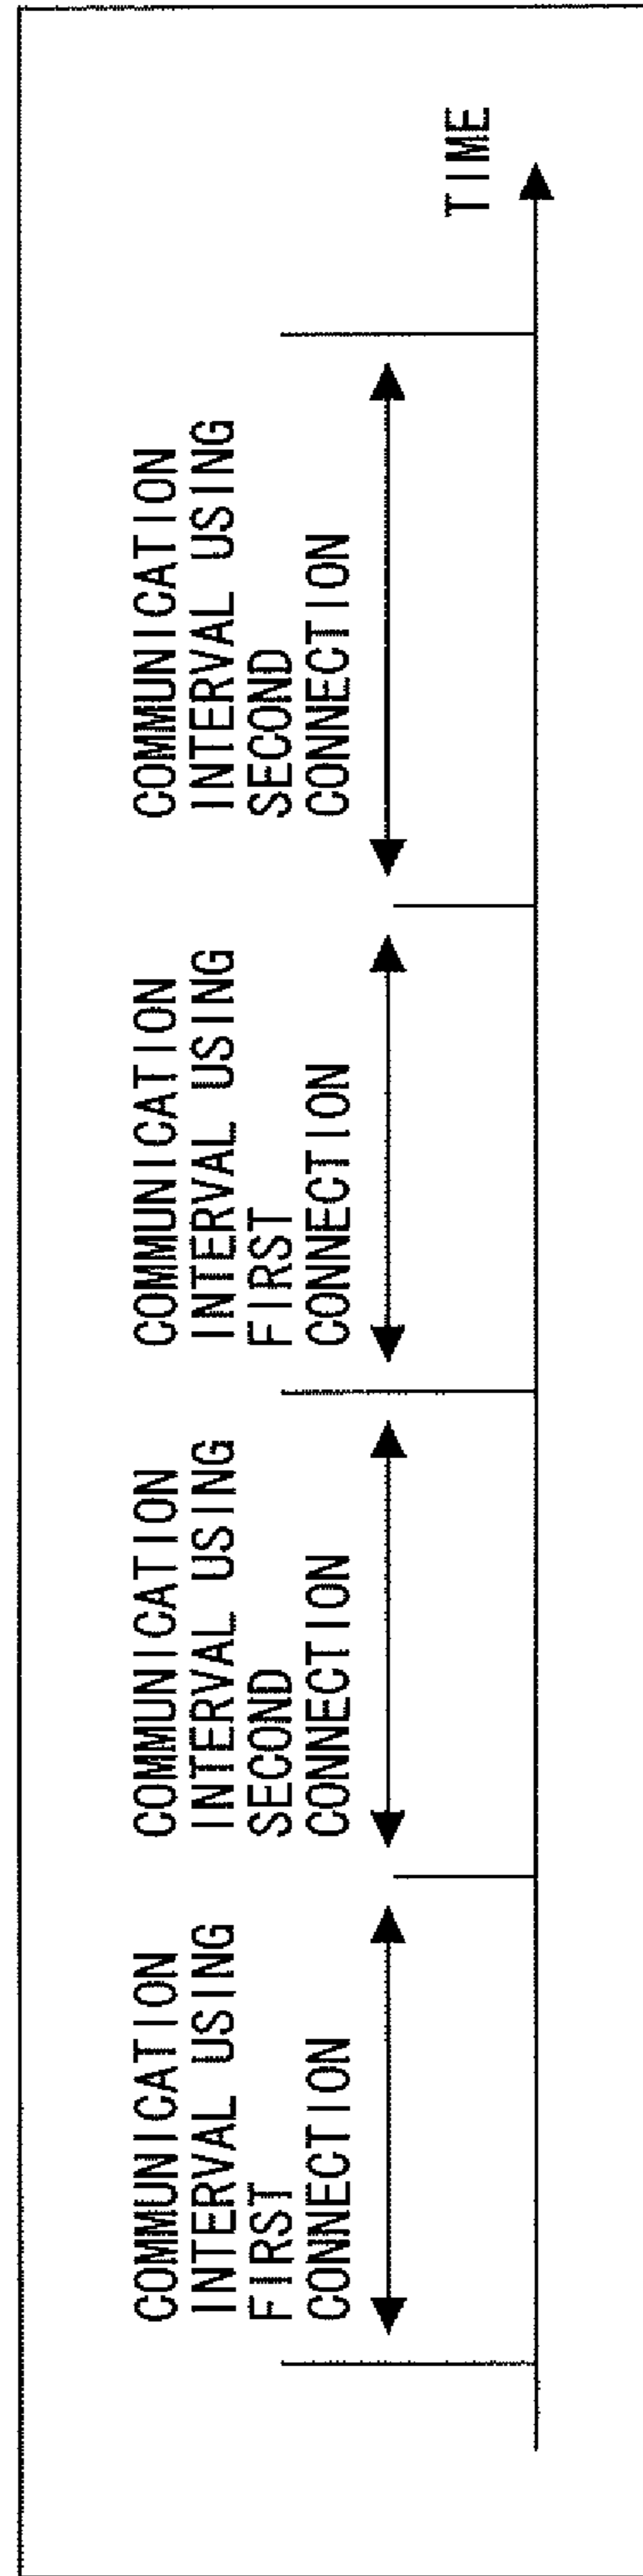 COMMUNICATION
INTERVAL USING
FIRST
CONNECTION
COMMUNICATION
INTERVAL USING
SECOND
CONNECTION
COMMUNICATION
INTERVAL USING
FIRST
CONNECTION
COMMUNICATION
INTERVAL USING
SECOND
CONNECTION
TIME